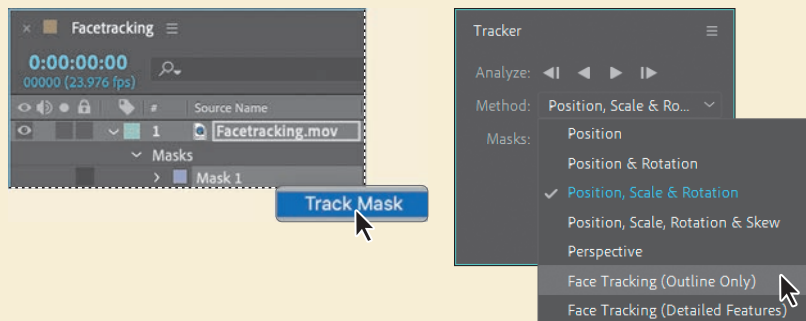 × Facetracking
0:00:00:00
00000 (23.976 fps)
# Source Name
1 Facetracking.mov
Masks
Mask 1
Track Mask
Tracker
Analyze:
Method: Position, Scale & Ro...
Masks:
Position
Position & Rotation
Position, Scale & Rotation
Position, Scale, Rotation & Skew
Perspective
Face Tracking (Outline Only)
Face Tracking (Detailed Features)